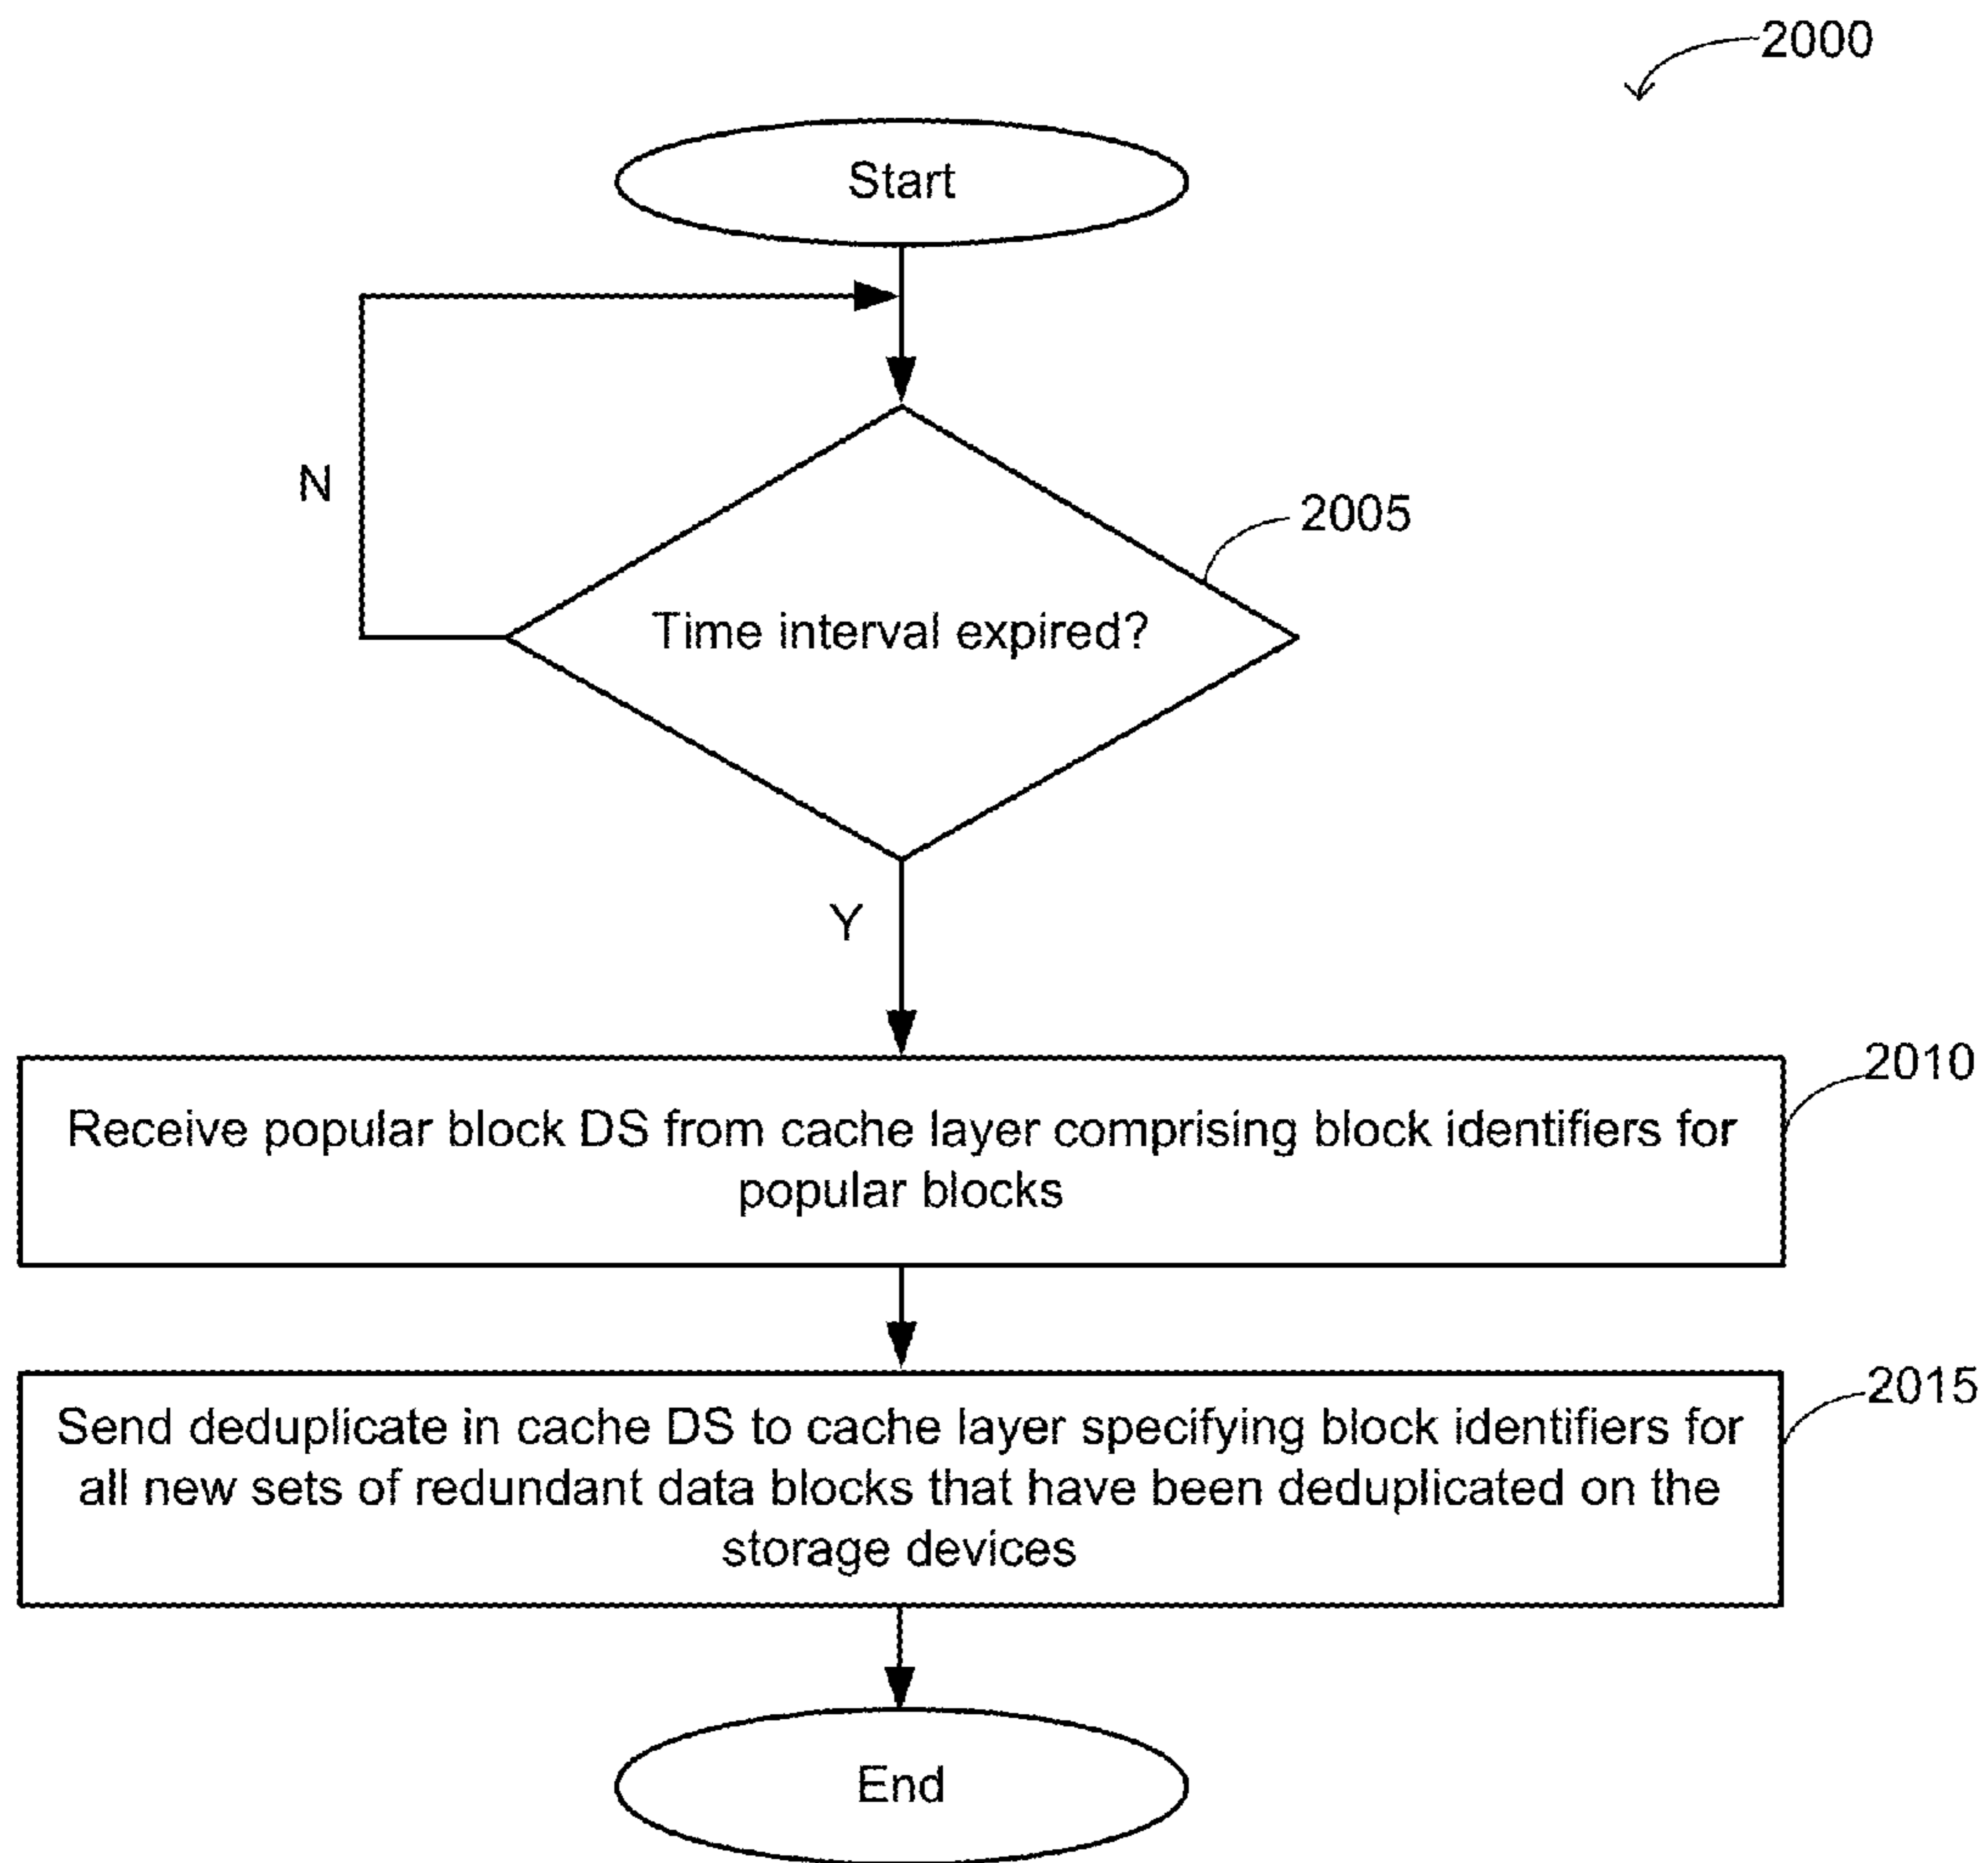 2000
Start
N
2005
Time interval expired?
Y
2010
Receive popular block DS from cache layer comprising block identifiers for
popular blocks
2015
Send deduplicate in cache DS to cache layer specifying block identifiers for
all new sets of redundant data blocks that have been deduplicated on the
storage devices
End